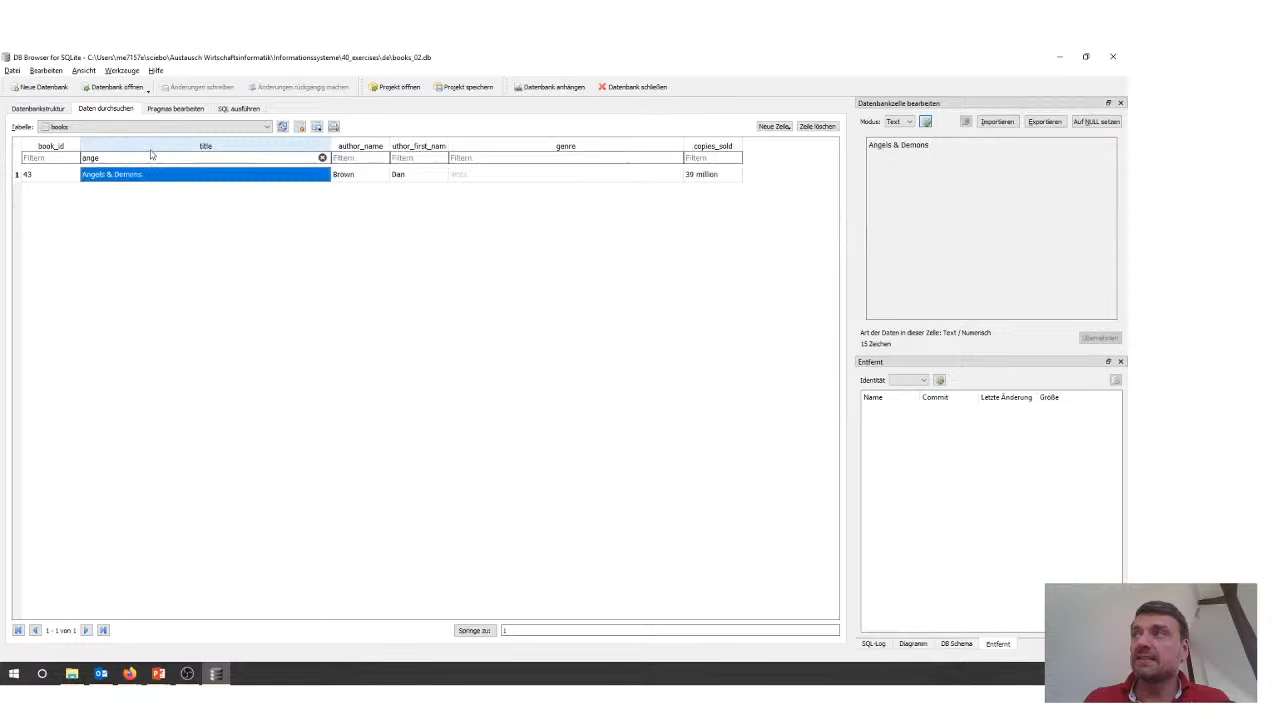 DB Browser for SQLite - C:\Users\me7157e\sciebo\Austausch Wirtschaftsinformatik\Informationssysteme\40_exercises\de\books_02.db
Datei Bearbeiten Ansicht Werkzeuge Hilfe
Neue Datenbank Datenbank öffnen Änderungen schreiben Änderungen rückgängig machen Projekt öffnen Projekt speichern Datenbank anhängen Datenbank schließen
Datenbankstruktur Daten durchsuchen Pragmas bearbeiten SQL ausführen
Tabelle: books Neue Zeile Zeile löschen
book_id title author_name uthor_first_nam genre copies_sold
Filtern ange Filtern Filtern Filtern Filtern
1 43 Angels & Demons Brown Dan NULL 39 million
1 - 1 von 1 Springe zu: 1
Datenbankzelle bearbeiten
Modus: Text Importieren Exportieren Auf NULL setzen
Angels & Demons
Art der Daten in dieser Zelle: Text / Numerisch
15 Zeichen
Übernehmen
Entfernt
Identität
Name Commit Letzte Änderung Größe
SQL-Log Diagramm DB Schema Entfernt